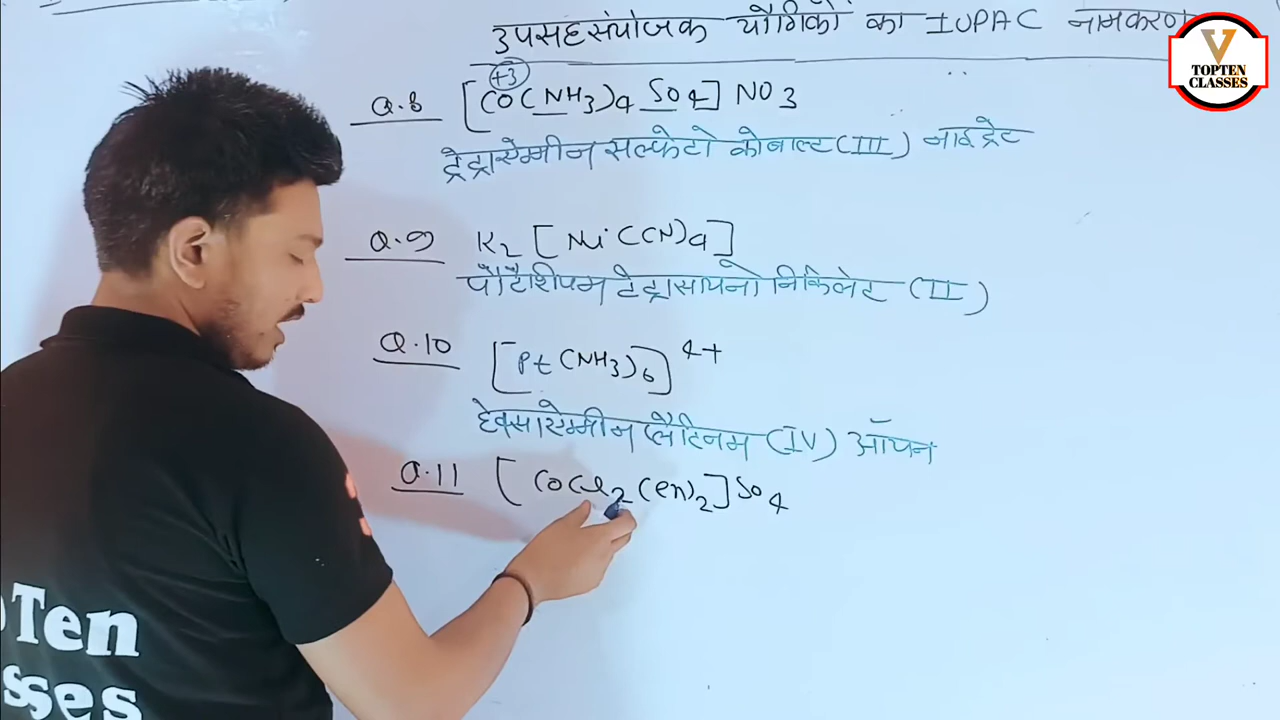 उपसहसंयोजक यौगिकों का IUPAC नामकरण
V
TOPTEN
CLASSES
+3
Q.8 [CO(NH3)4 SO4] NO3
टेट्राऐम्मीन सल्फेटो कोबाल्ट (III) नाइट्रेट
Q.9 K2 [Ni(CN)4]
पौटैशियम टेट्रासायनो निकिलेट (II)
Q.10 [Pt(NH3)6]4+
हेक्साऐम्मीन प्लैटिनम (IV) ऑयन
Q.11 [COCl2(en)2]SO4
Ten